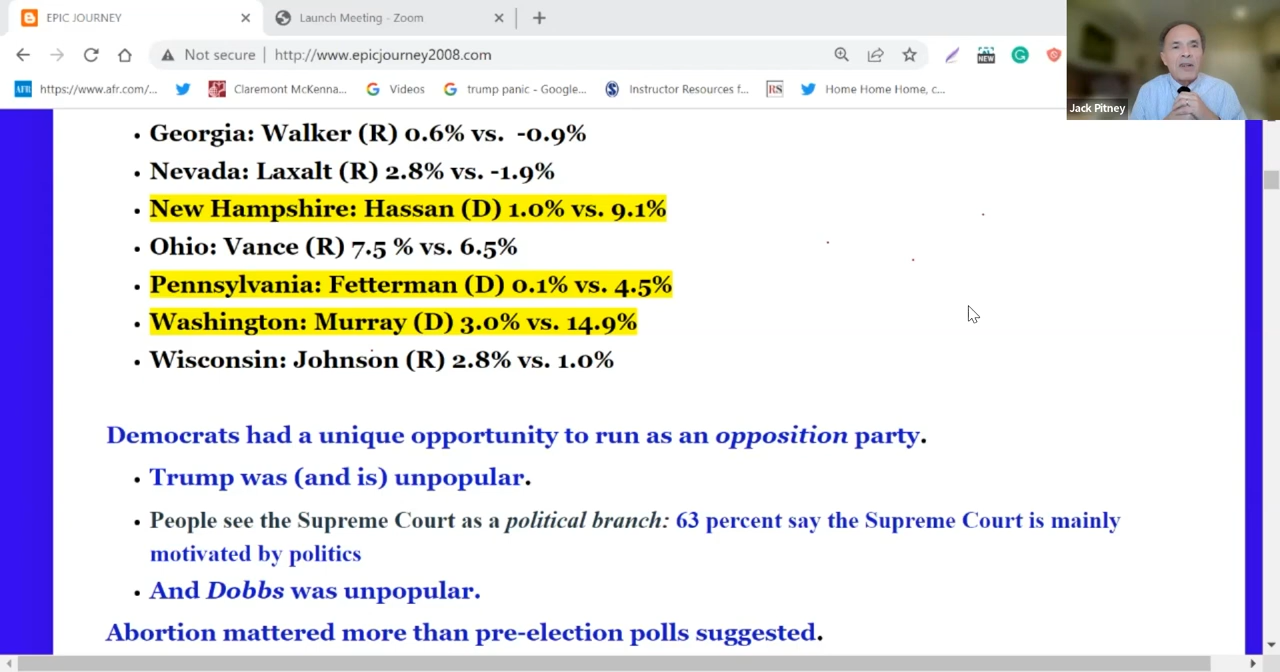 EPIC JOURNEY
Launch Meeting - Zoom
Not secure
http://www.epicjourney2008.com
NEW
G
Jack Pitney
AFR
https://www.afr.com/...
Claremont McKenna...
G Videos
G trump panic - Google...
S Instructor Resources f...
RS
Home Home Home, c...
• Georgia: Walker (R) 0.6% vs. -0.9%
• Nevada: Laxalt (R) 2.8% vs. -1.9%
• New Hampshire: Hassan (D) 1.0% vs. 9.1%
• Ohio: Vance (R) 7.5 % vs. 6.5%
• Pennsylvania: Fetterman (D) 0.1% vs. 4.5%
• Washington: Murray (D) 3.0% vs. 14.9%
• Wisconsin: Johnson (R) 2.8% vs. 1.0%
Democrats had a unique opportunity to run as an opposition party.
• Trump was (and is) unpopular.
• People see the Supreme Court as a political branch: 63 percent say the Supreme Court is mainly
motivated by politics
• And Dobbs was unpopular.
Abortion mattered more than pre-election polls suggested.